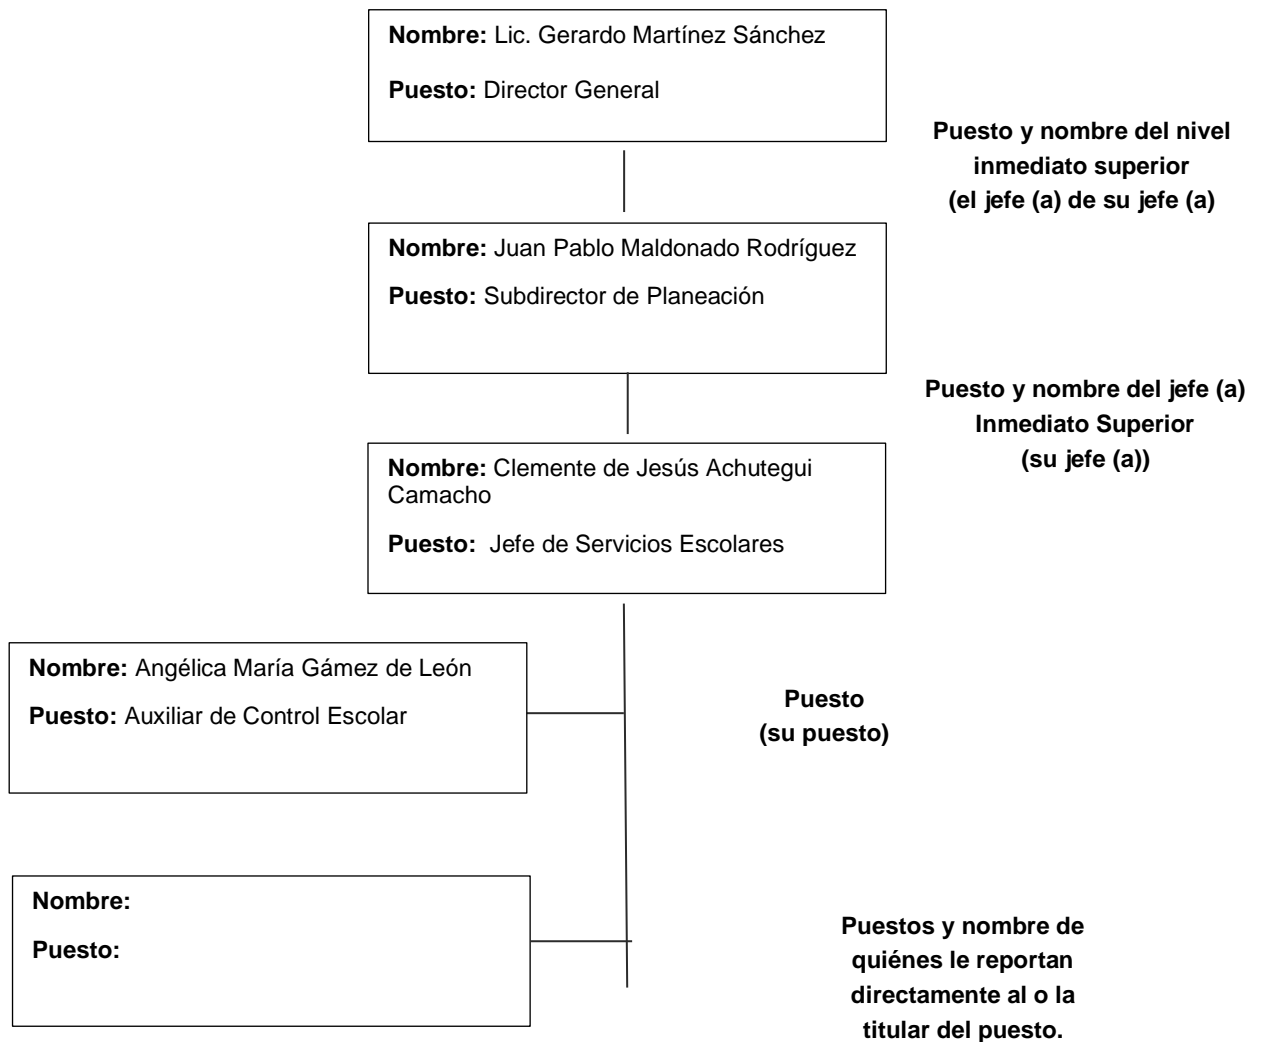 Nombre: Lic. Gerardo Martínez Sánchez
Puesto: Director General
Puesto y nombre del nivel
inmediato superior
(el jefe (a) de su jefe (a)
Nombre: Juan Pablo Maldonado Rodríguez
Puesto: Subdirector de Planeación
Puesto y nombre del jefe (a)
Inmediato Superior
(su jefe (a))
Nombre: Clemente de Jesús Achutegui
Camacho
Puesto: Jefe de Servicios Escolares
Nombre: Angélica María Gámez de León
Puesto: Auxiliar de Control Escolar
Puesto
(su puesto)
Nombre:
Puesto:
Puestos y nombre de
quiénes le reportan
directamente al o la
titular del puesto.